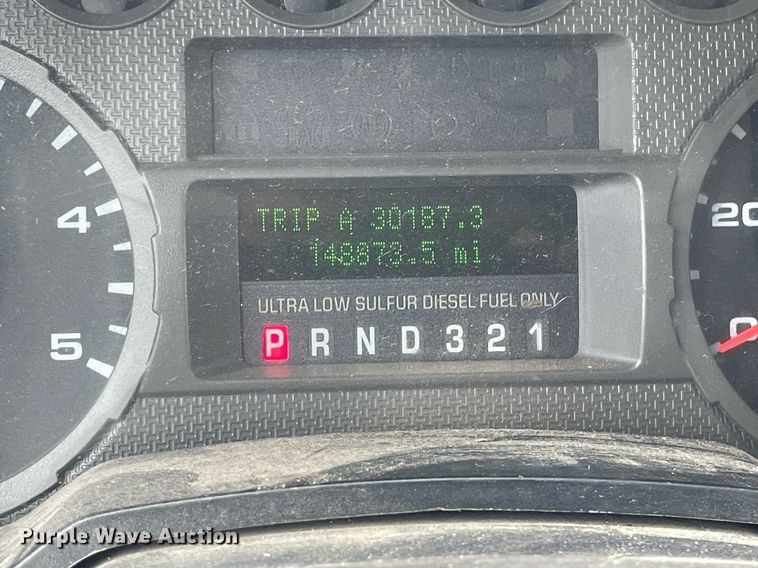 4
TRIP A 30187.3
20
148873.5 mi
ULTRA LOW SULFUR DIESEL FUEL ONLY
5
P R N D 3 2 1
0
Purple Wave Auction